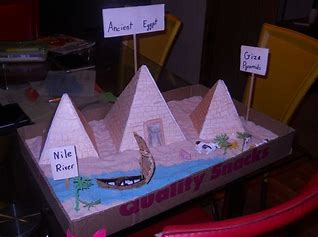 Ancient Egypt
Giza
Pyramids
Nile
River
Quality Snacks